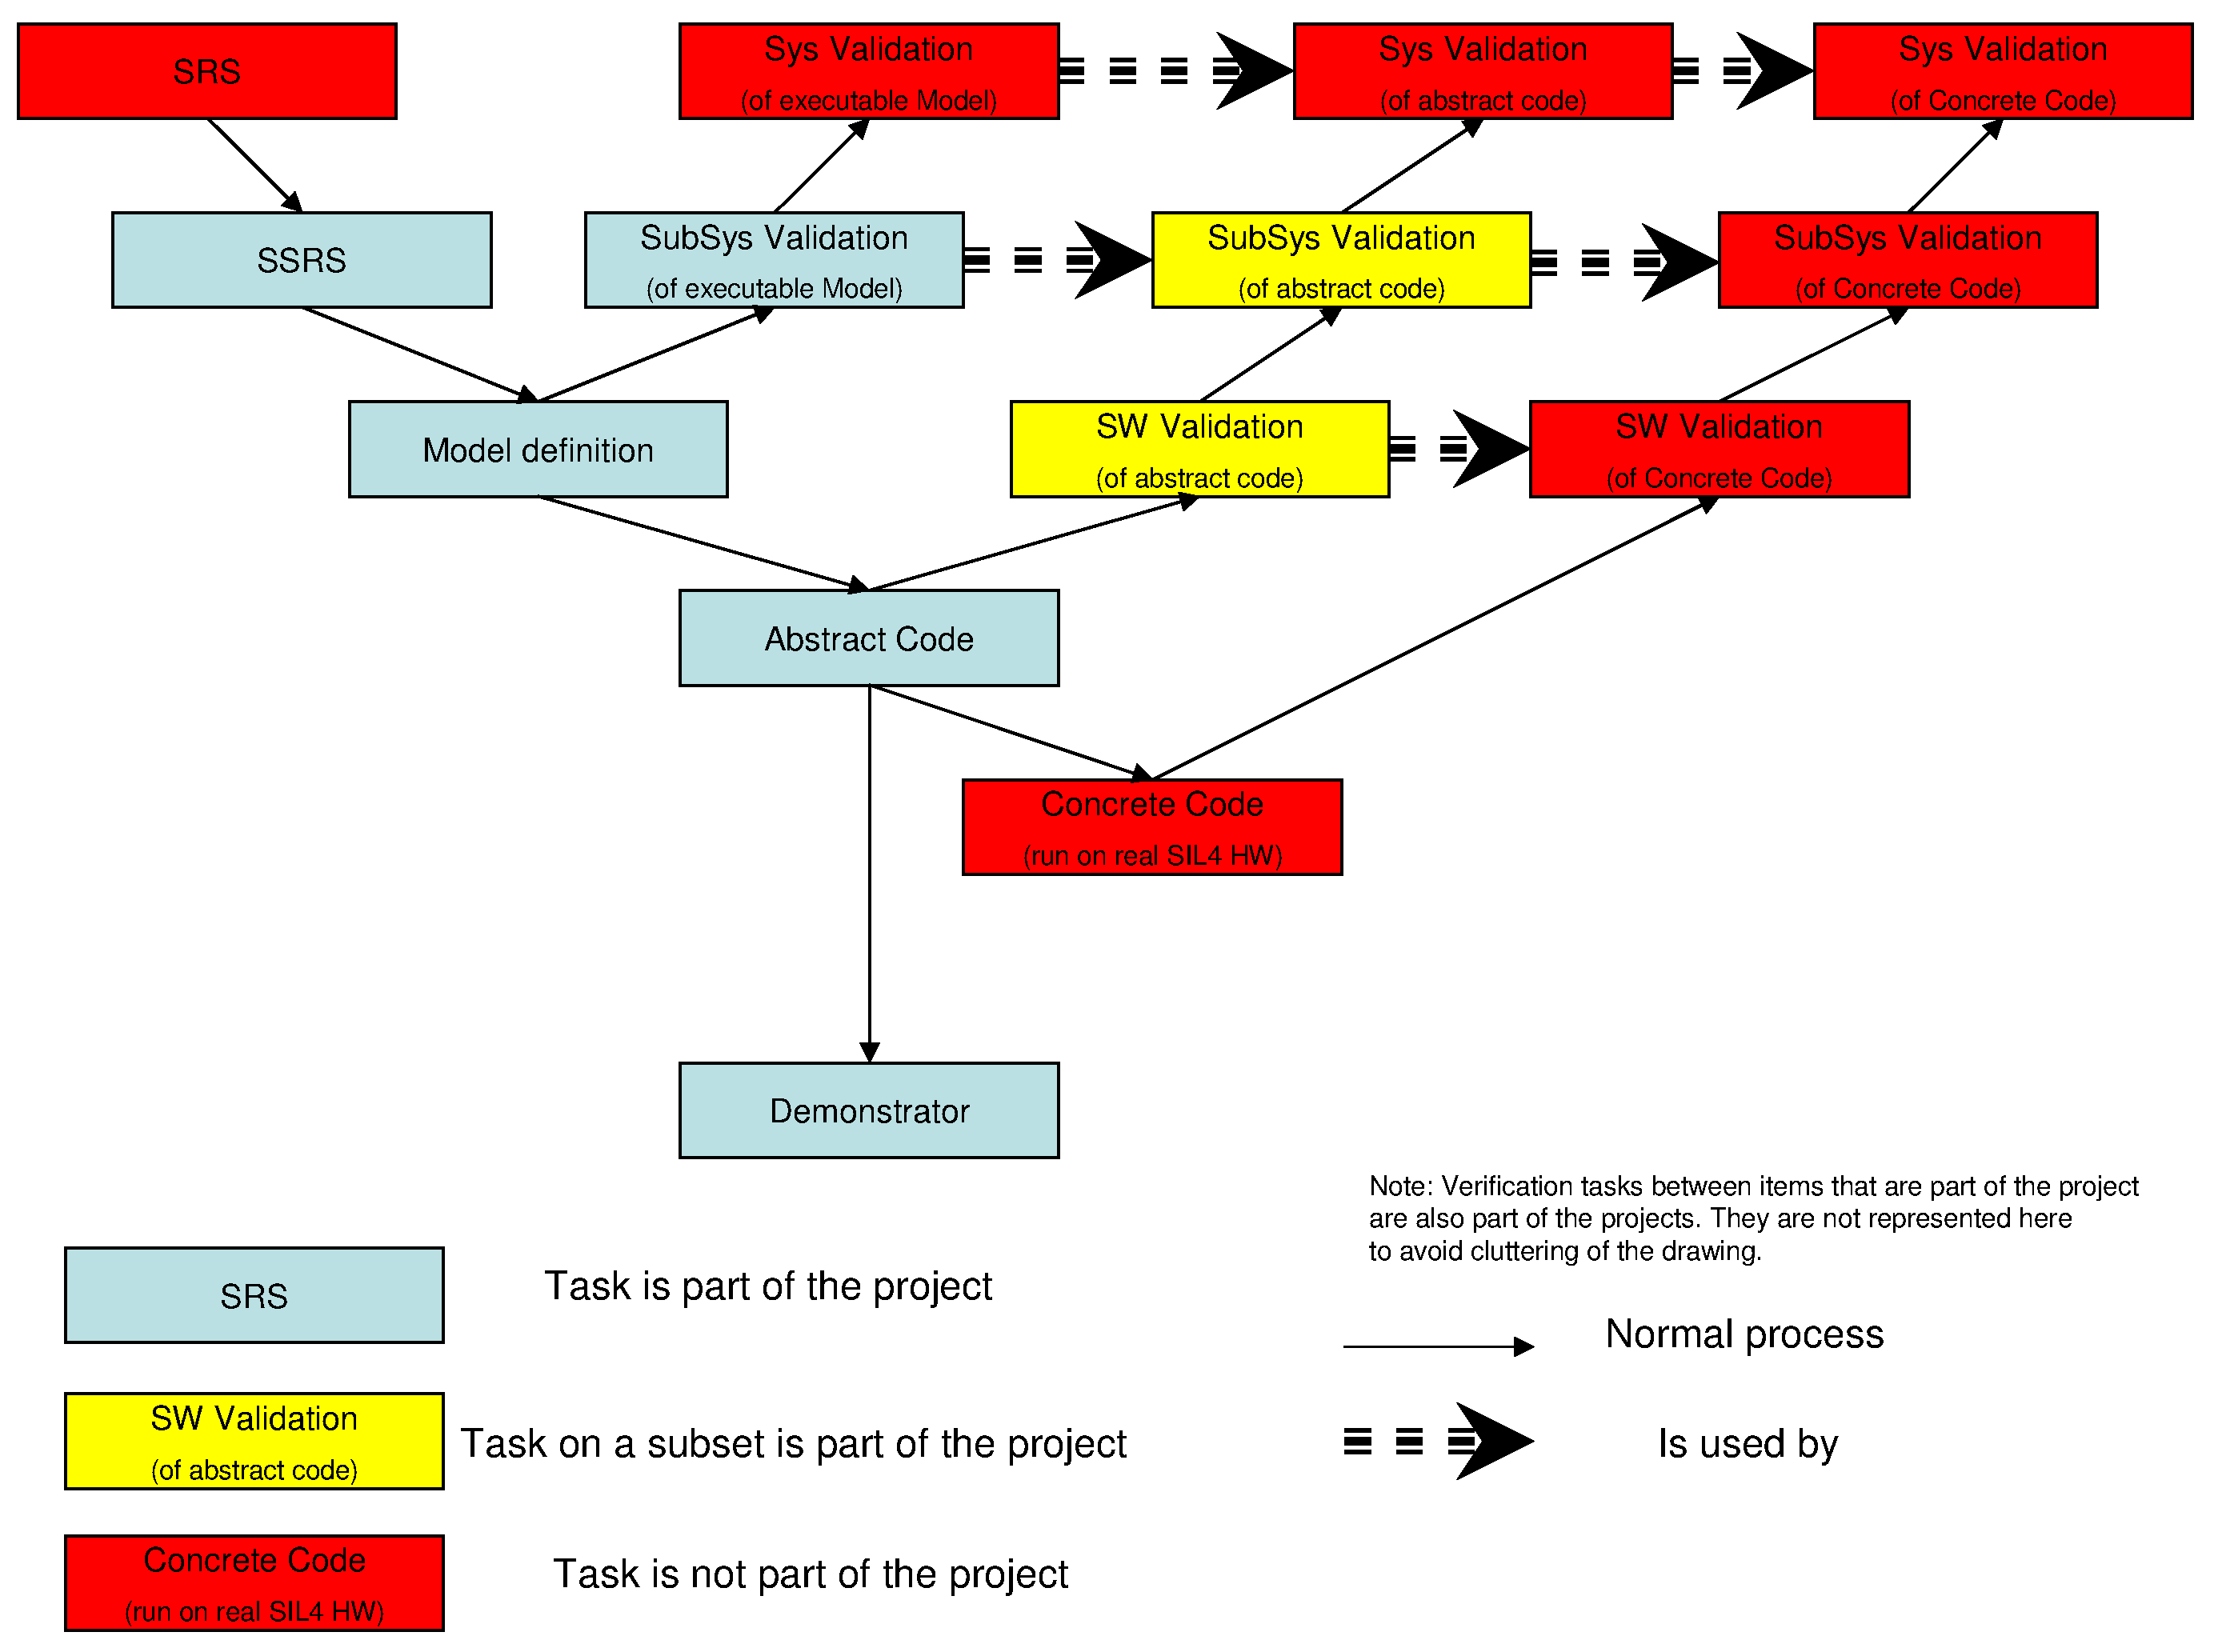 SRS
Sys Validation
(of executable Model)
Sys Validation
(of abstract code)
Sys Validation
(of Concrete Code)
SSRS
SubSys Validation
(of executable Model)
SubSys Validation
(of abstract code)
SubSys Validation
(of Concrete Code)
Model definition
SW Validation
(of abstract code)
SW Validation
(of Concrete Code)
Abstract Code
Concrete Code
(run on real SIL4 HW)
Demonstrator
Note: Verification tasks between items that are part of the project
are also part of the projects. They are not represented here
to avoid cluttering of the drawing.
SRS
Task is part of the project
Normal process
SW Validation
(of abstract code)
Task on a subset is part of the project
Is used by
Concrete Code
(run on real SIL4 HW)
Task is not part of the project